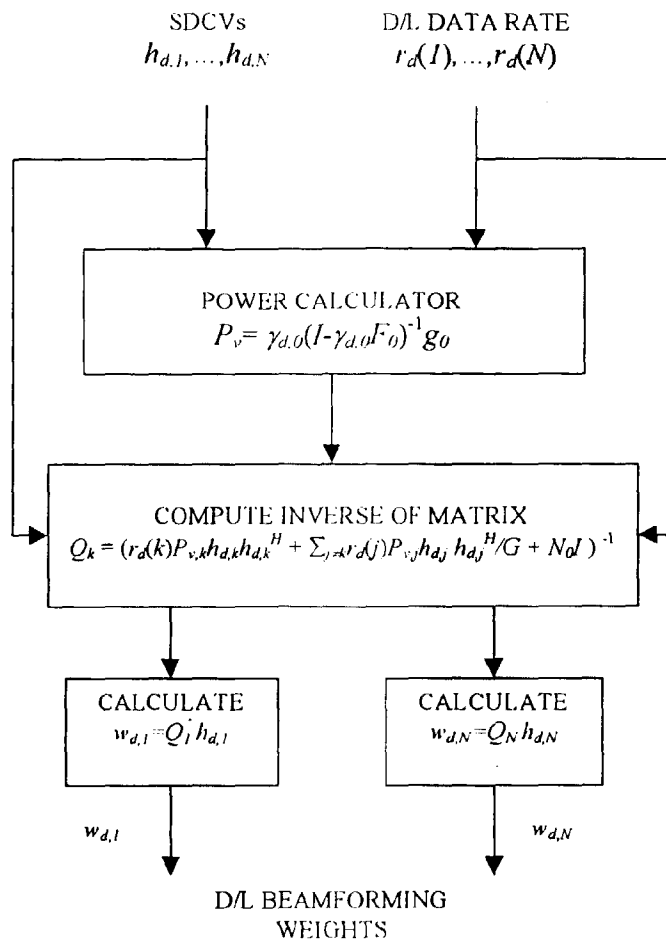 SDCVs
h_{d,1},...,h_{d,N}
D/L DATA RATE
r_d(1),...,r_d(N)
POWER CALCULATOR
P_v= γ_{d,0}(I-γ_{d,0}F_0)^{-1}g_0
COMPUTE INVERSE OF MATRIX
Q_k = (r_d(k)P_{v,k}h_{d,k}h_{d,k}^H + ∑_{j≠k}r_d(j)P_{v,j}h_{d,j} h_{d,j}^H/G + N_0I )^{-1}
CALCULATE
w_{d,1}=Q_1 h_{d,1}
CALCULATE
w_{d,N}=Q_N h_{d,N}
w_{d,1}
w_{d,N}
D/L BEAMFORMING
WEIGHTS